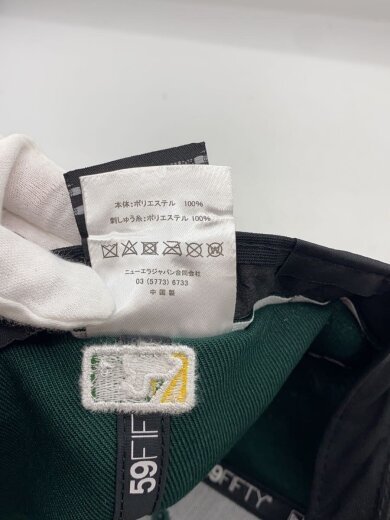 本体：ポリエステル 100%
刺しゅう糸：ポリエステル 100%
ニューエラジャパン合同会社
03 (5773) 6733
中国製
59FIF
59FIFTY